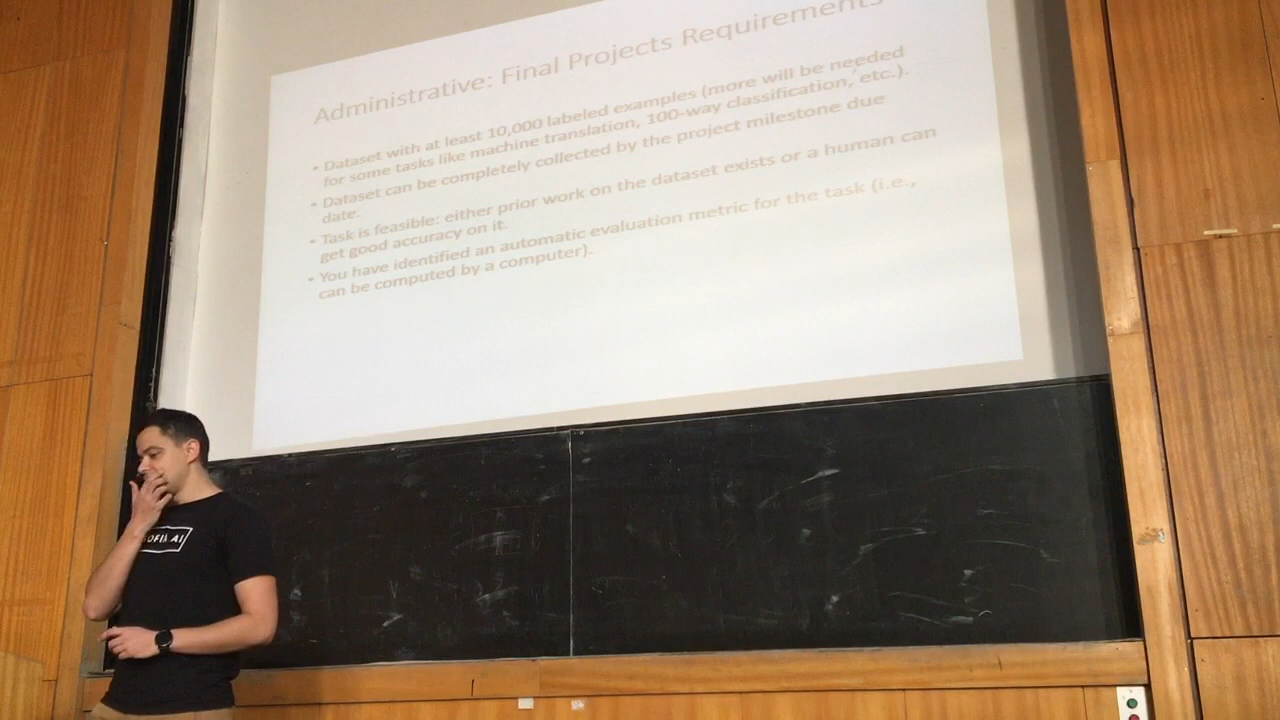 Administrative: Final Projects Requirements
• Dataset with at least 10,000 labeled examples (more will be needed
for some tasks like machine translation, 100-way classification, etc.).
• Dataset can be completely collected by the project milestone due
date.
• Task is feasible: either prior work on the dataset exists or a human can
get good accuracy on it.
• You have identified an automatic evaluation metric for the task (i.e.,
can be computed by a computer).
AI